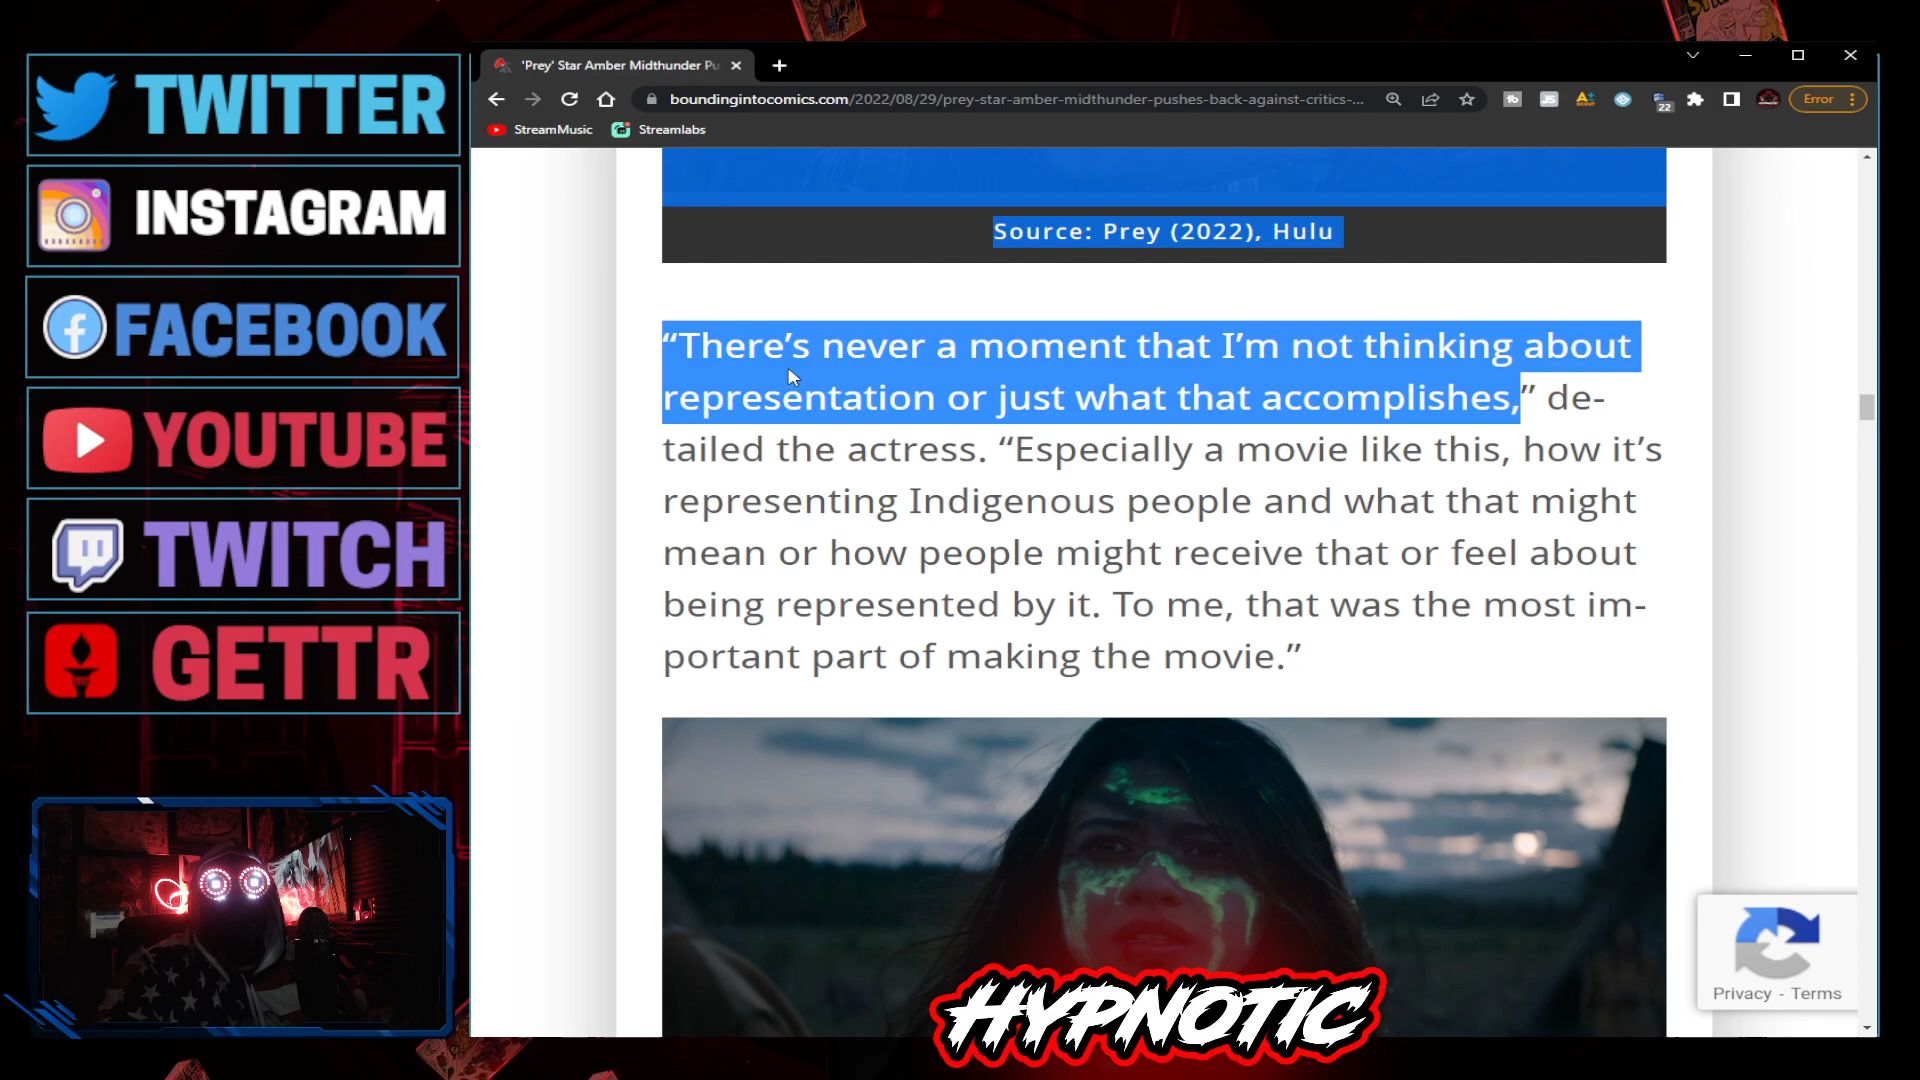 TWITTER
INSTAGRAM
FACEBOOK
YOUTUBE
TWITCH
GETTR
'Prey' Star Amber Midthunder Pu
boundingintocomics.com/2022/08/29/prey-star-amber-midthunder-pushes-back-against-critics-...
22
Error
StreamMusic
Streamlabs
Source: Prey (2022), Hulu
“There’s never a moment that I’m not thinking about
representation or just what that accomplishes,” de-
tailed the actress. “Especially a movie like this, how it’s
representing Indigenous people and what that might
mean or how people might receive that or feel about
being represented by it. To me, that was the most im-
portant part of making the movie.”
Privacy - Terms
HYPNOTIC